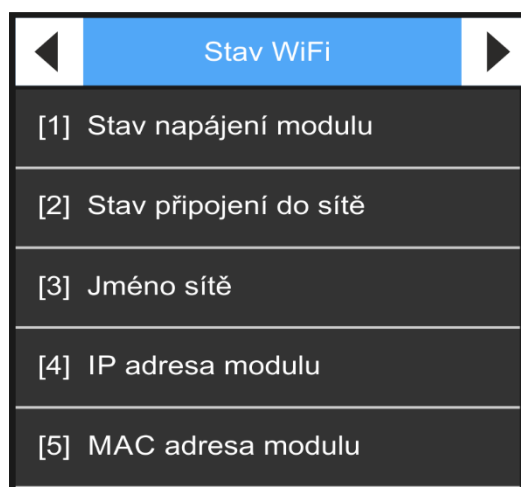 Stav WiFi
[1] Stav napájení modulu
[2] Stav připojení do sítě
[3] Jméno sítě
[4] IP adresa modulu
[5] MAC adresa modulu